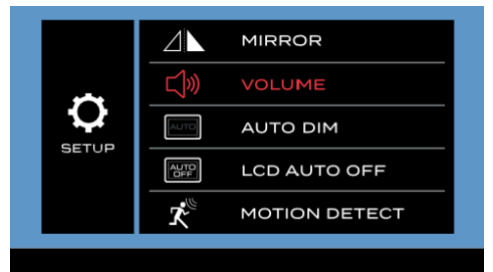 MIRROR
VOLUME
SETUP
AUTO
AUTO DIM
AUTO
OFF
LCD AUTO OFF
MOTION DETECT